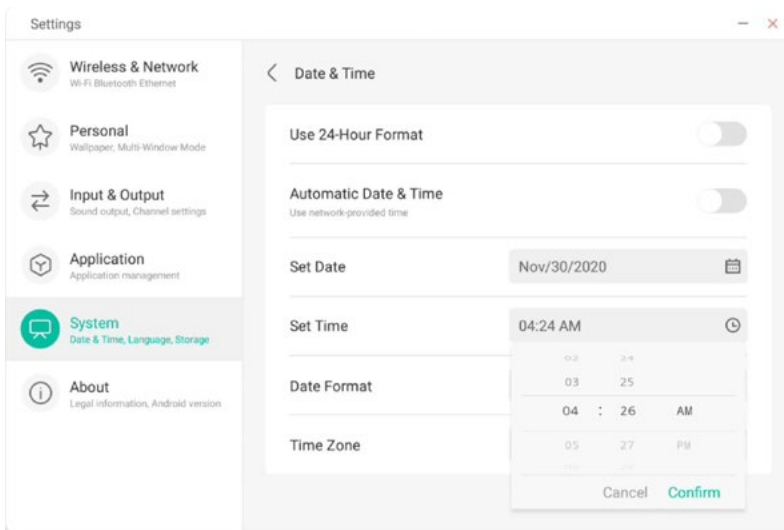 Settings
Wireless & Network
Wi-Fi Bluetooth Ethernet
Personal
Wallpaper, Multi-Window Mode
Input & Output
Sound output, Channel settings
Application
Application management
System
Date & Time, Language, Storage
About
Legal information, Android version
Date & Time
Use 24-Hour Format
Automatic Date & Time
Use network-provided time
Set Date
Nov/30/2020
Set Time
04:24 AM
02 24
03 25
04 : 26 AM
05 27 PM
Date Format
Time Zone
Cancel Confirm